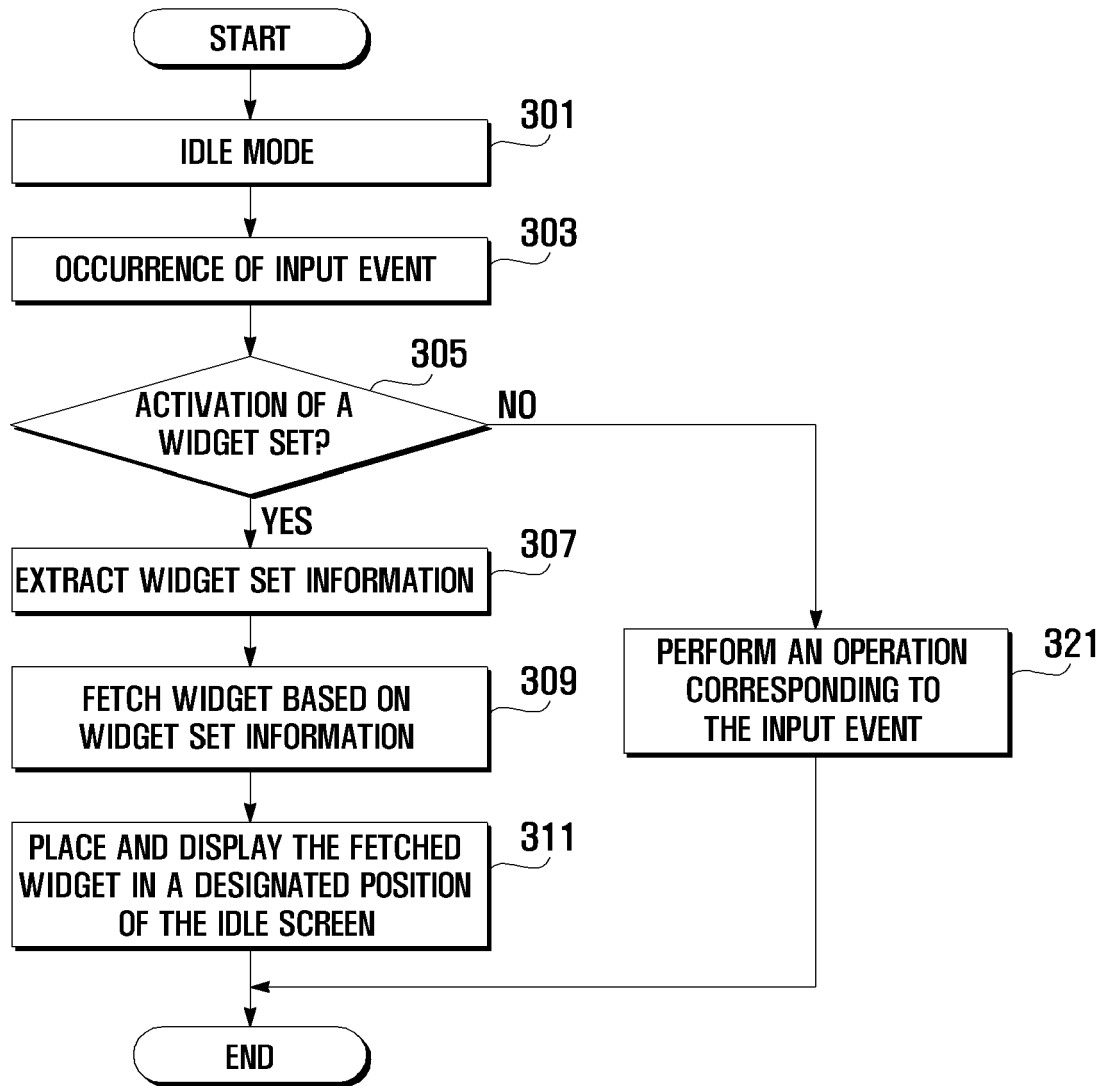 START
301
IDLE MODE
303
OCCURRENCE OF INPUT EVENT
305
ACTIVATION OF A
WIDGET SET?
NO
YES
307
EXTRACT WIDGET SET INFORMATION
309
FETCH WIDGET BASED ON
WIDGET SET INFORMATION
321
PERFORM AN OPERATION
CORRESPONDING TO
THE INPUT EVENT
311
PLACE AND DISPLAY THE FETCHED
WIDGET IN A DESIGNATED POSITION
OF THE IDLE SCREEN
END